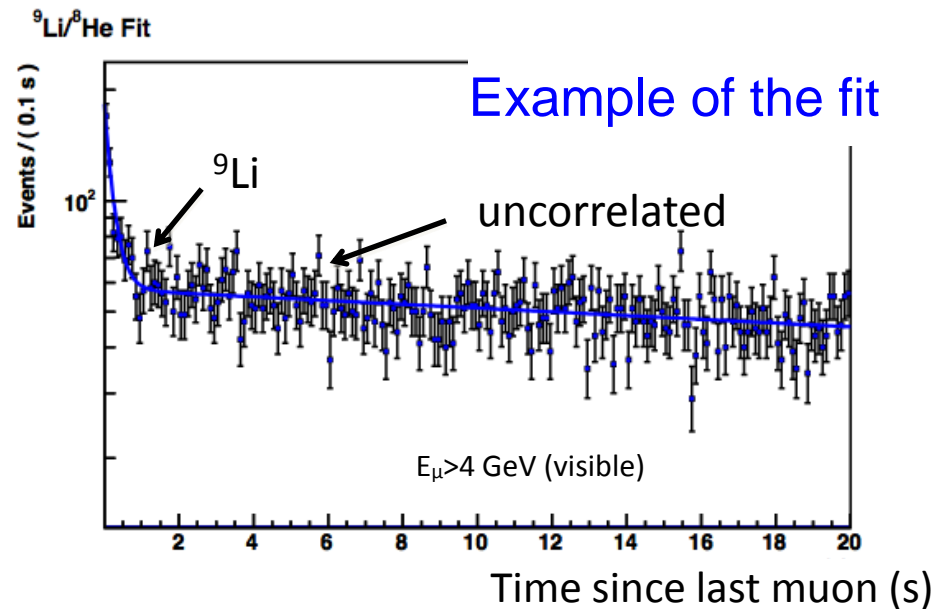 ⁹Li/⁸He Fit
Example of the fit
Events / ( 0.1 s )
⁹Li
uncorrelated
10²
E_μ>4 GeV (visible)
2 4 6 8 10 12 14 16 18 20
Time since last muon (s)